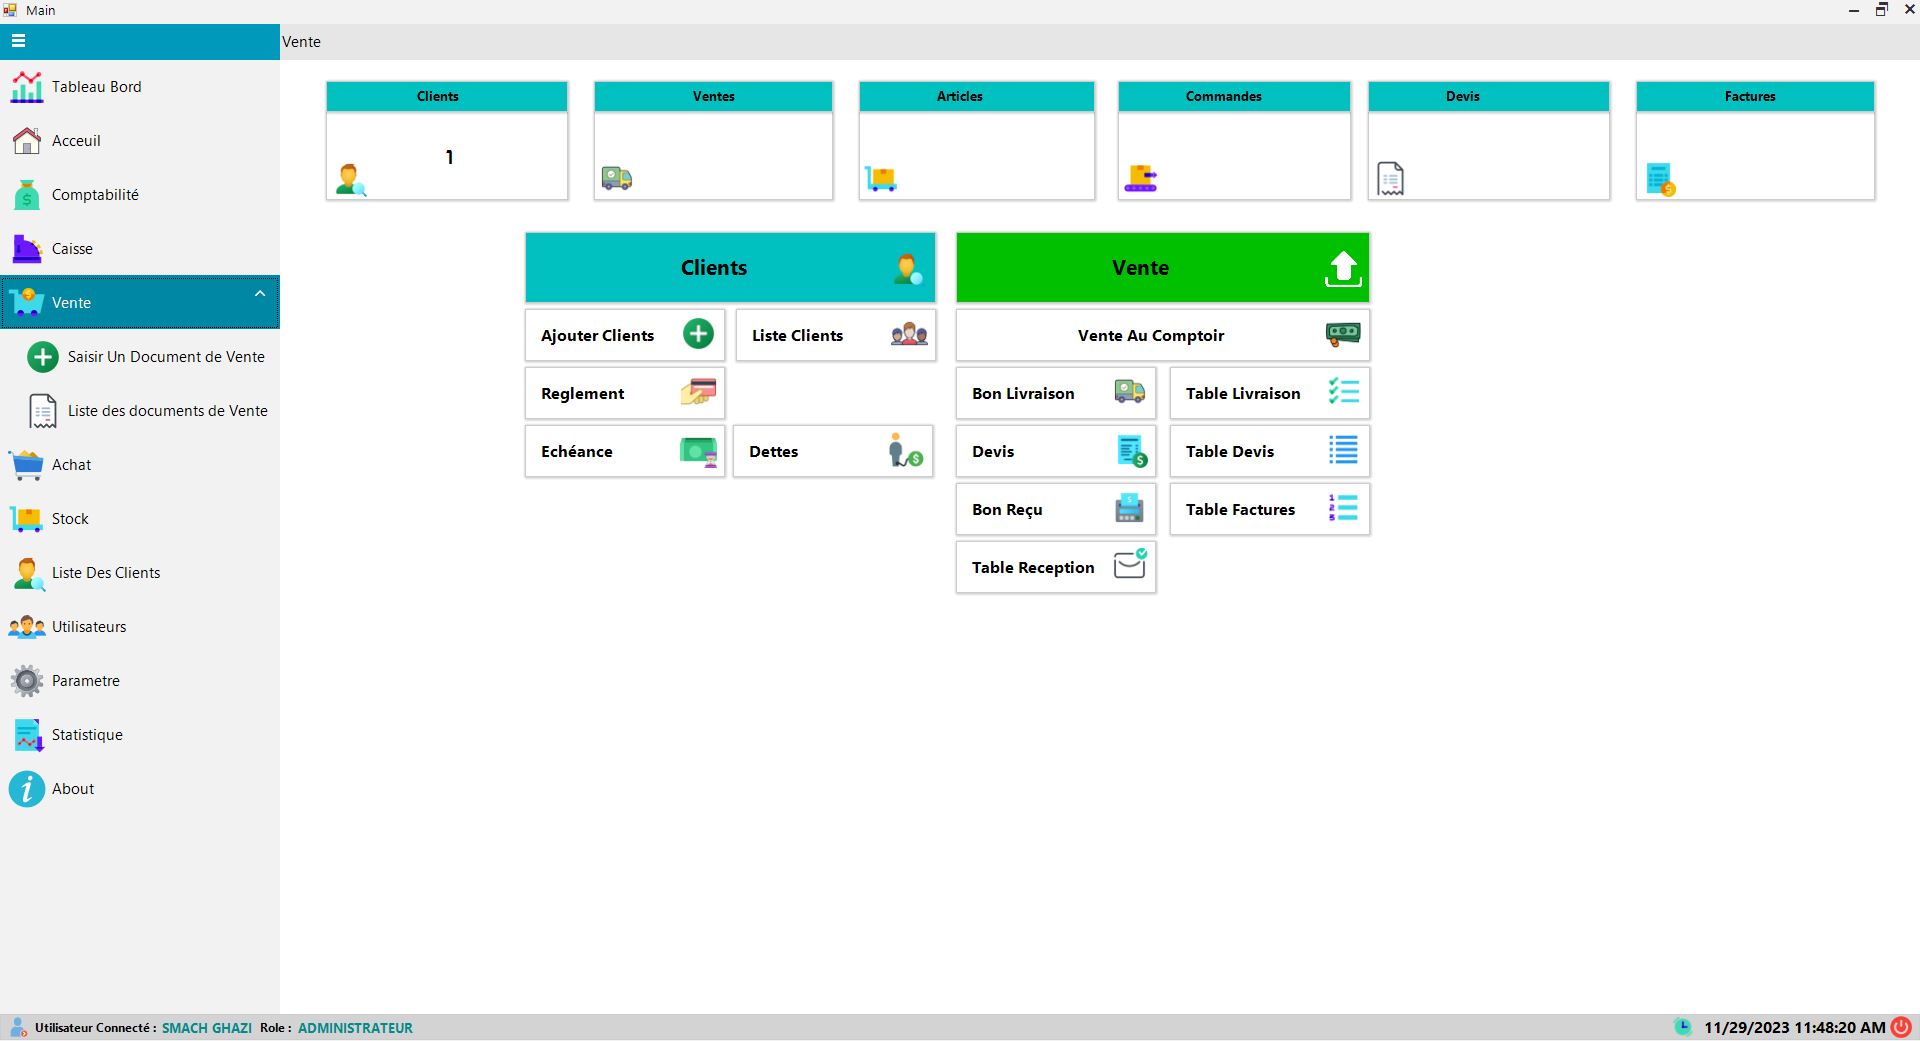 Main
Vente
Tableau Bord
Acceuil
Comptabilité
Caisse
Vente
Saisir Un Document de Vente
Liste des documents de Vente
Achat
Stock
Liste Des Clients
Utilisateurs
Parametre
Statistique
About
Clients
1
Ventes
Articles
Commandes
Devis
Factures
Clients
Ajouter Clients
Liste Clients
Reglement
Echéance
Dettes
Vente
Vente Au Comptoir
Bon Livraison
Table Livraison
Devis
Table Devis
Bon Reçu
Table Factures
Table Reception
Utilisateur Connecté : SMACH GHAZI Role : ADMINISTRATEUR
11/29/2023 11:48:20 AM